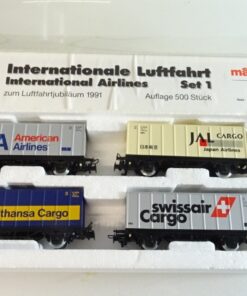 Internationale Luftfahrt
International Airlines Set 1
zum Luftfahrtjubiläum 1991 Auflage 500 Stück
American
Airlines
JAL CARGO
Japan Airlines
thansa Cargo
swissair
Cargo